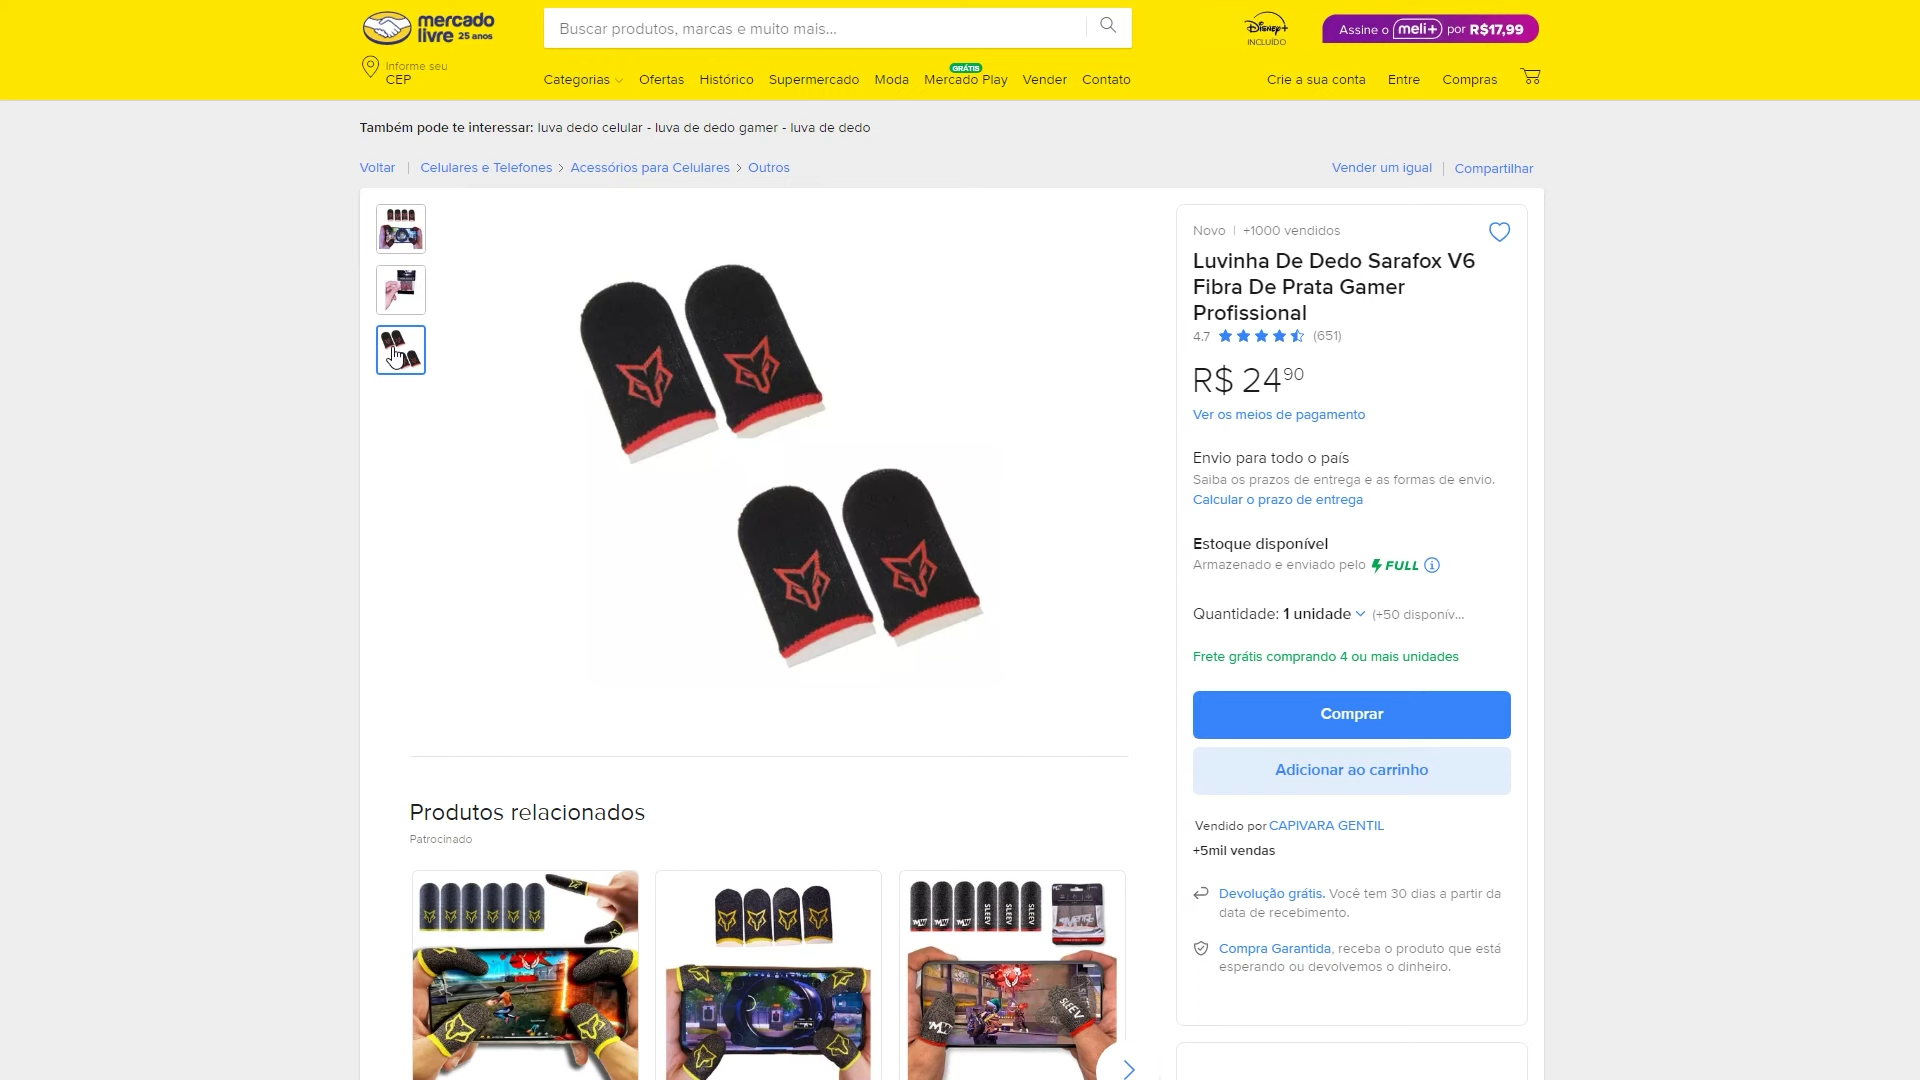 mercado
livre 25 anos
Buscar produtos, marcas e muito mais...
Disney+
INCLUÍDO
Assine o meli+ por R$17,99
Informe seu
CEP
GRÁTIS
Categorias Ofertas Histórico Supermercado Moda Mercado Play Vender Contato
Crie a sua conta Entre Compras
Também pode te interessar: luva dedo celular - luva de dedo gamer - luva de dedo
Voltar | Celulares e Telefones > Acessórios para Celulares > Outros
Vender um igual | Compartilhar
Novo | +1000 vendidos
Luvinha De Dedo Sarafox V6
Fibra De Prata Gamer
Profissional
4.7 (651)
R$ 24 90
Ver os meios de pagamento
Envio para todo o país
Saiba os prazos de entrega e as formas de envio.
Calcular o prazo de entrega
Estoque disponível
Armazenado e enviado pelo FULL
Quantidade: 1 unidade (+50 disponív...
Frete grátis comprando 4 ou mais unidades
Comprar
Adicionar ao carrinho
Vendido por CAPIVARA GENTIL
+5mil vendas
Devolução grátis. Você tem 30 dias a partir da
data de recebimento.
Compra Garantida, receba o produto que está
esperando ou devolvemos o dinheiro.
Produtos relacionados
Patrocinado
SLEEV SLEEV SLEEV
SLEEV